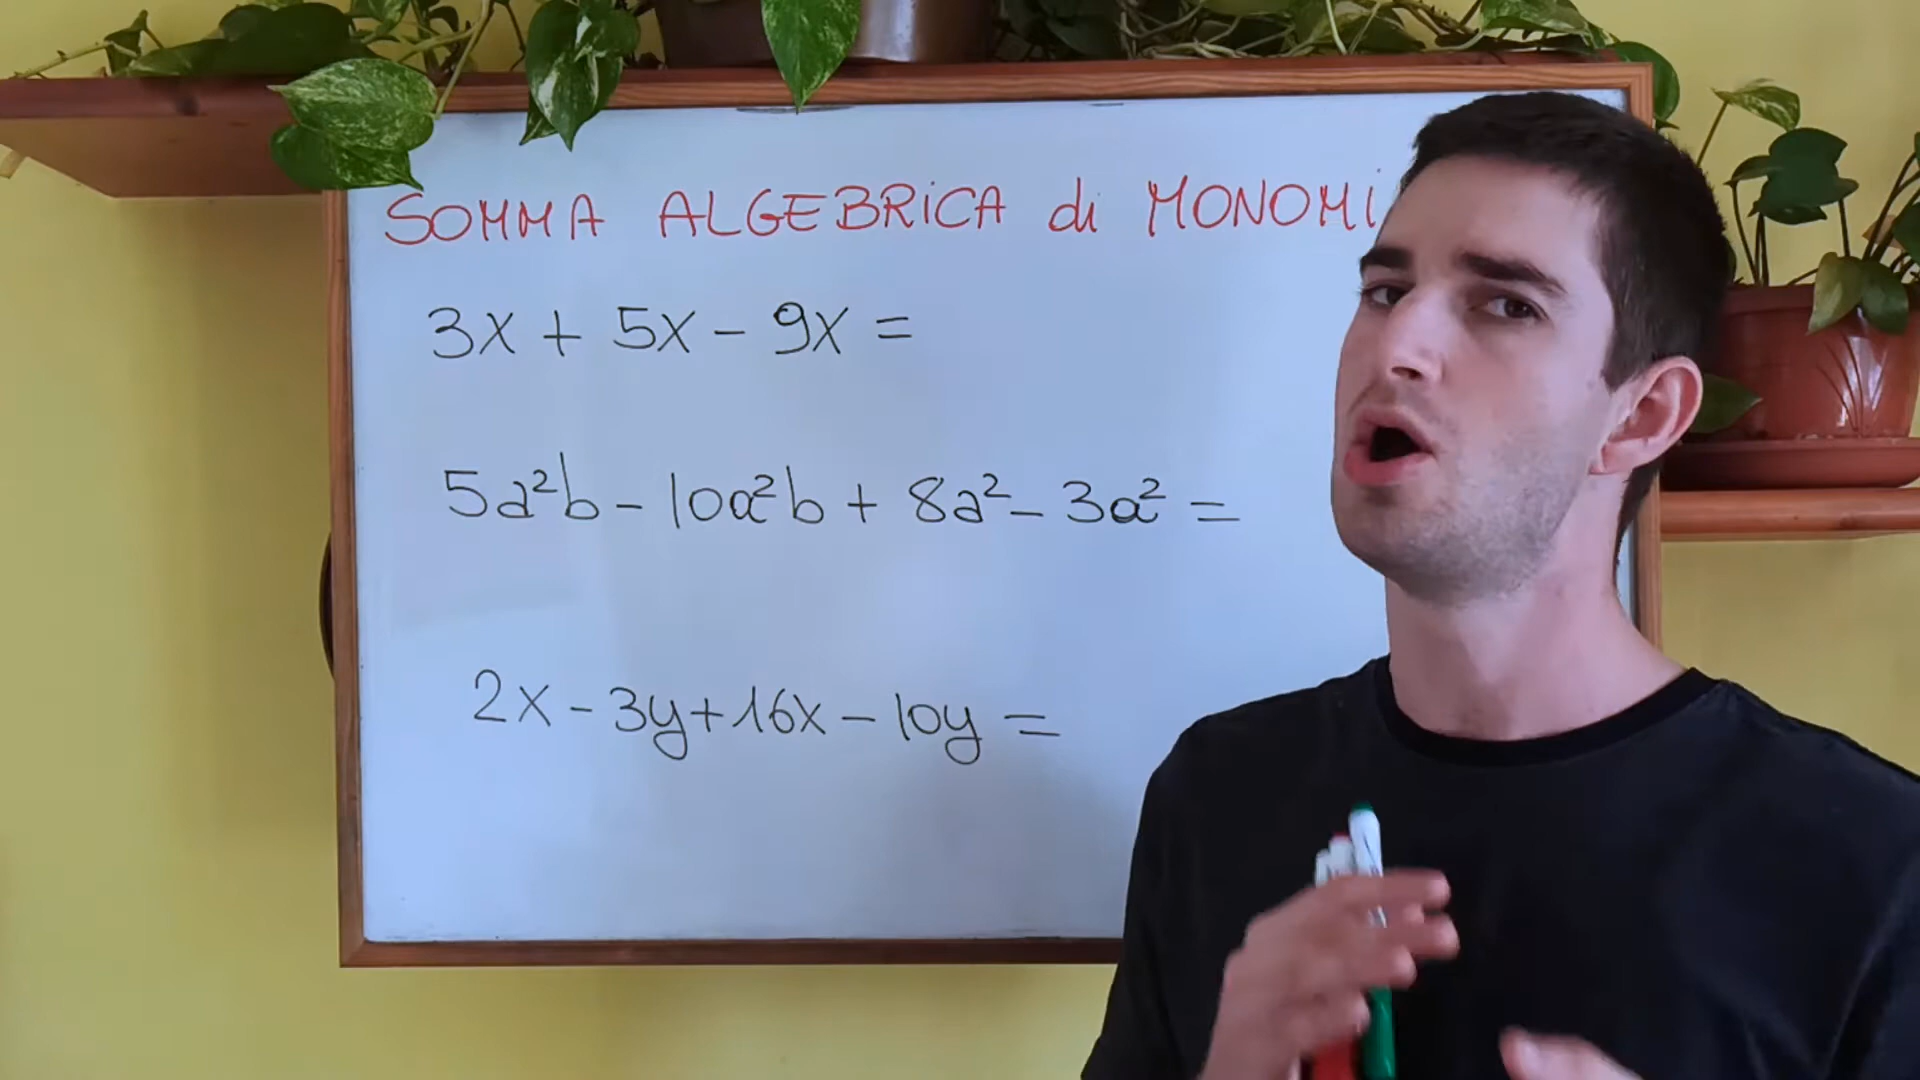 SOMMA ALGEBRICA di MONOMI
3x + 5x - 9x =
5a²b - 10a²b + 8a² - 3a² =
2x - 3y + 16x - 10y =